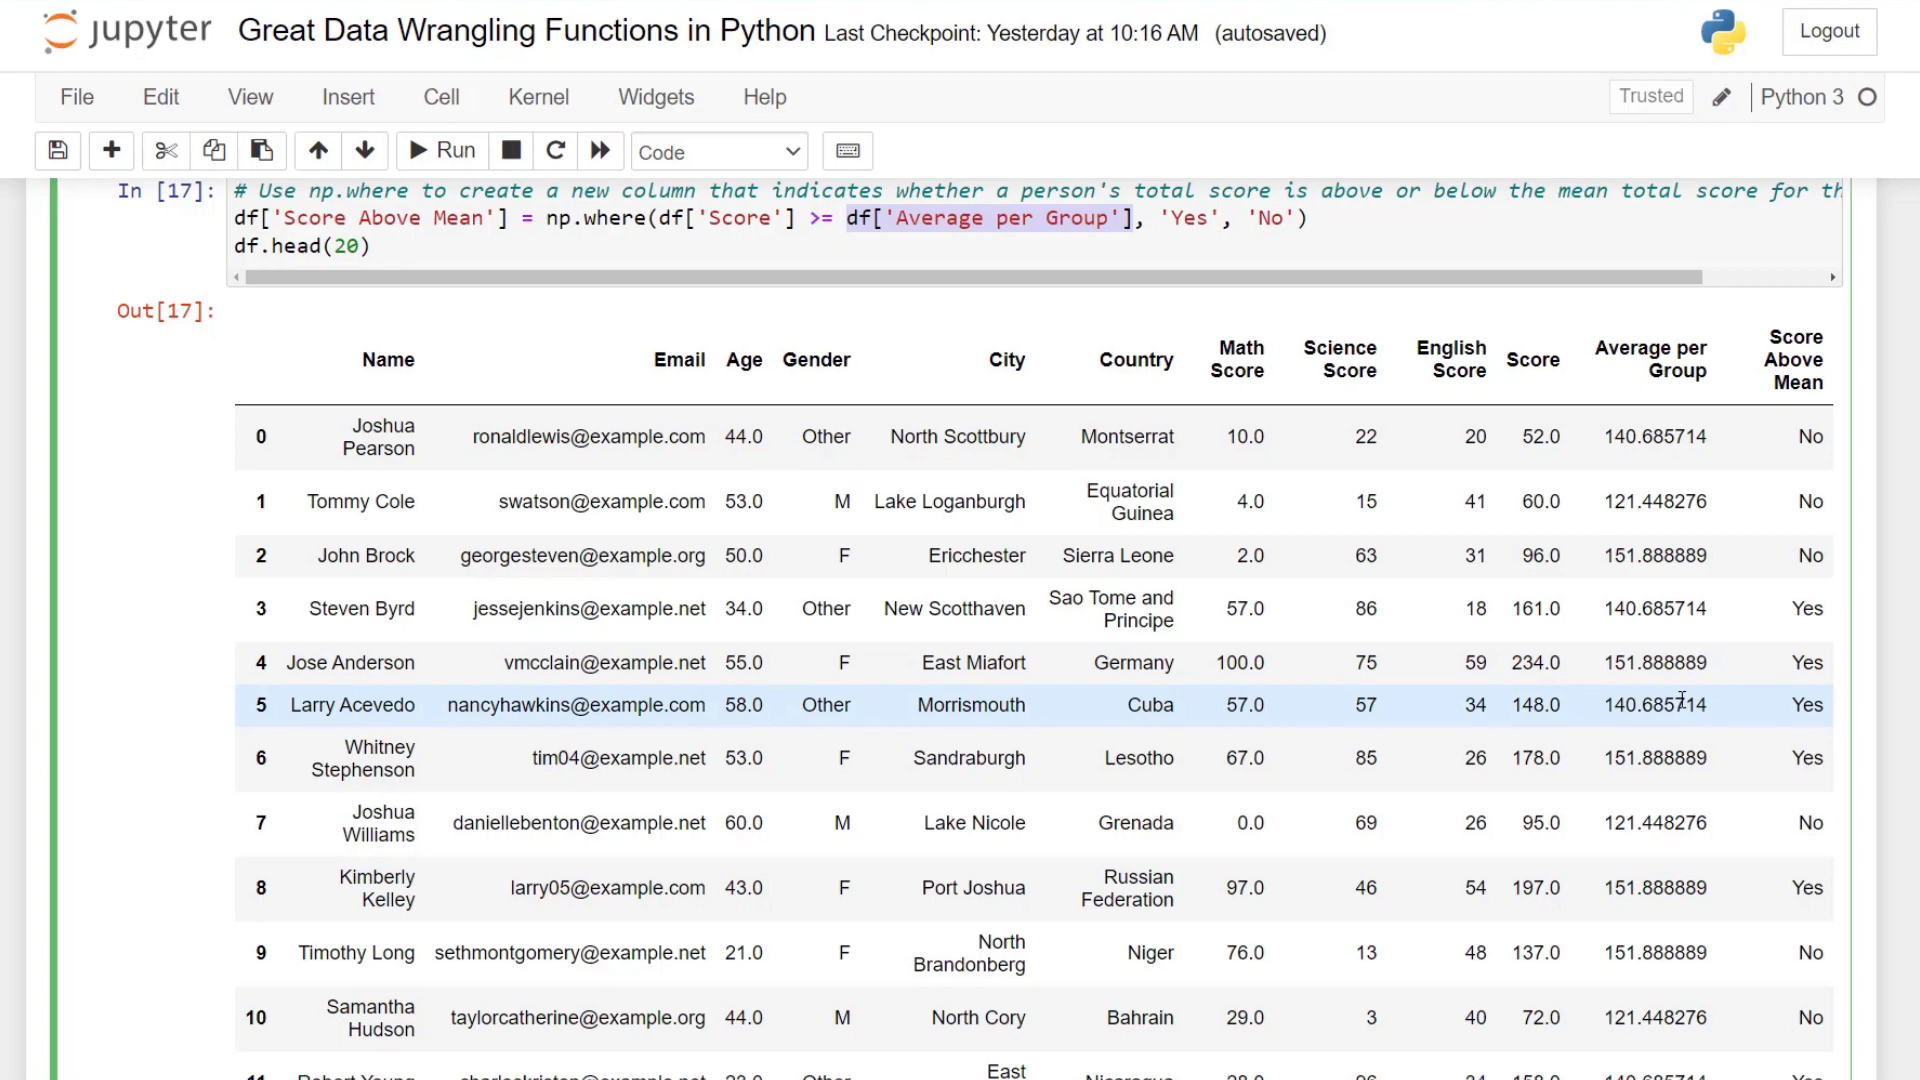 jupyter Great Data Wrangling Functions in Python Last Checkpoint: Yesterday at 10:16 AM (autosaved) Logout
File Edit View Insert Cell Kernel Widgets Help Trusted Python 3
Run Code
In [17]: # Use np.where to create a new column that indicates whether a person's total score is above or below the mean total score for th
df['Score Above Mean'] = np.where(df['Score'] >= df['Average per Group'], 'Yes', 'No')
df.head(20)
Out[17]:
Name Email Age Gender City Country Math Score Science Score English Score Score Average per Group Score Above Mean
0 Joshua Pearson ronaldlewis@example.com 44.0 Other North Scottbury Montserrat 10.0 22 20 52.0 140.685714 No
1 Tommy Cole swatson@example.com 53.0 M Lake Loganburgh Equatorial Guinea 4.0 15 41 60.0 121.448276 No
2 John Brock georgesteven@example.org 50.0 F Ericchester Sierra Leone 2.0 63 31 96.0 151.888889 No
3 Steven Byrd jessejenkins@example.net 34.0 Other New Scotthaven Sao Tome and Principe 57.0 86 18 161.0 140.685714 Yes
4 Jose Anderson vmcclain@example.net 55.0 F East Miafort Germany 100.0 75 59 234.0 151.888889 Yes
5 Larry Acevedo nancyhawkins@example.com 58.0 Other Morrismouth Cuba 57.0 57 34 148.0 140.685714 Yes
6 Whitney Stephenson tim04@example.net 53.0 F Sandraburgh Lesotho 67.0 85 26 178.0 151.888889 Yes
7 Joshua Williams daniellebenton@example.net 60.0 M Lake Nicole Grenada 0.0 69 26 95.0 121.448276 No
8 Kimberly Kelley larry05@example.com 43.0 F Port Joshua Russian Federation 97.0 46 54 197.0 151.888889 Yes
9 Timothy Long sethmontgomery@example.net 21.0 F North Brandonberg Niger 76.0 13 48 137.0 151.888889 No
10 Samantha Hudson taylorcatherine@example.org 44.0 M North Cory Bahrain 29.0 3 40 72.0 121.448276 No
East